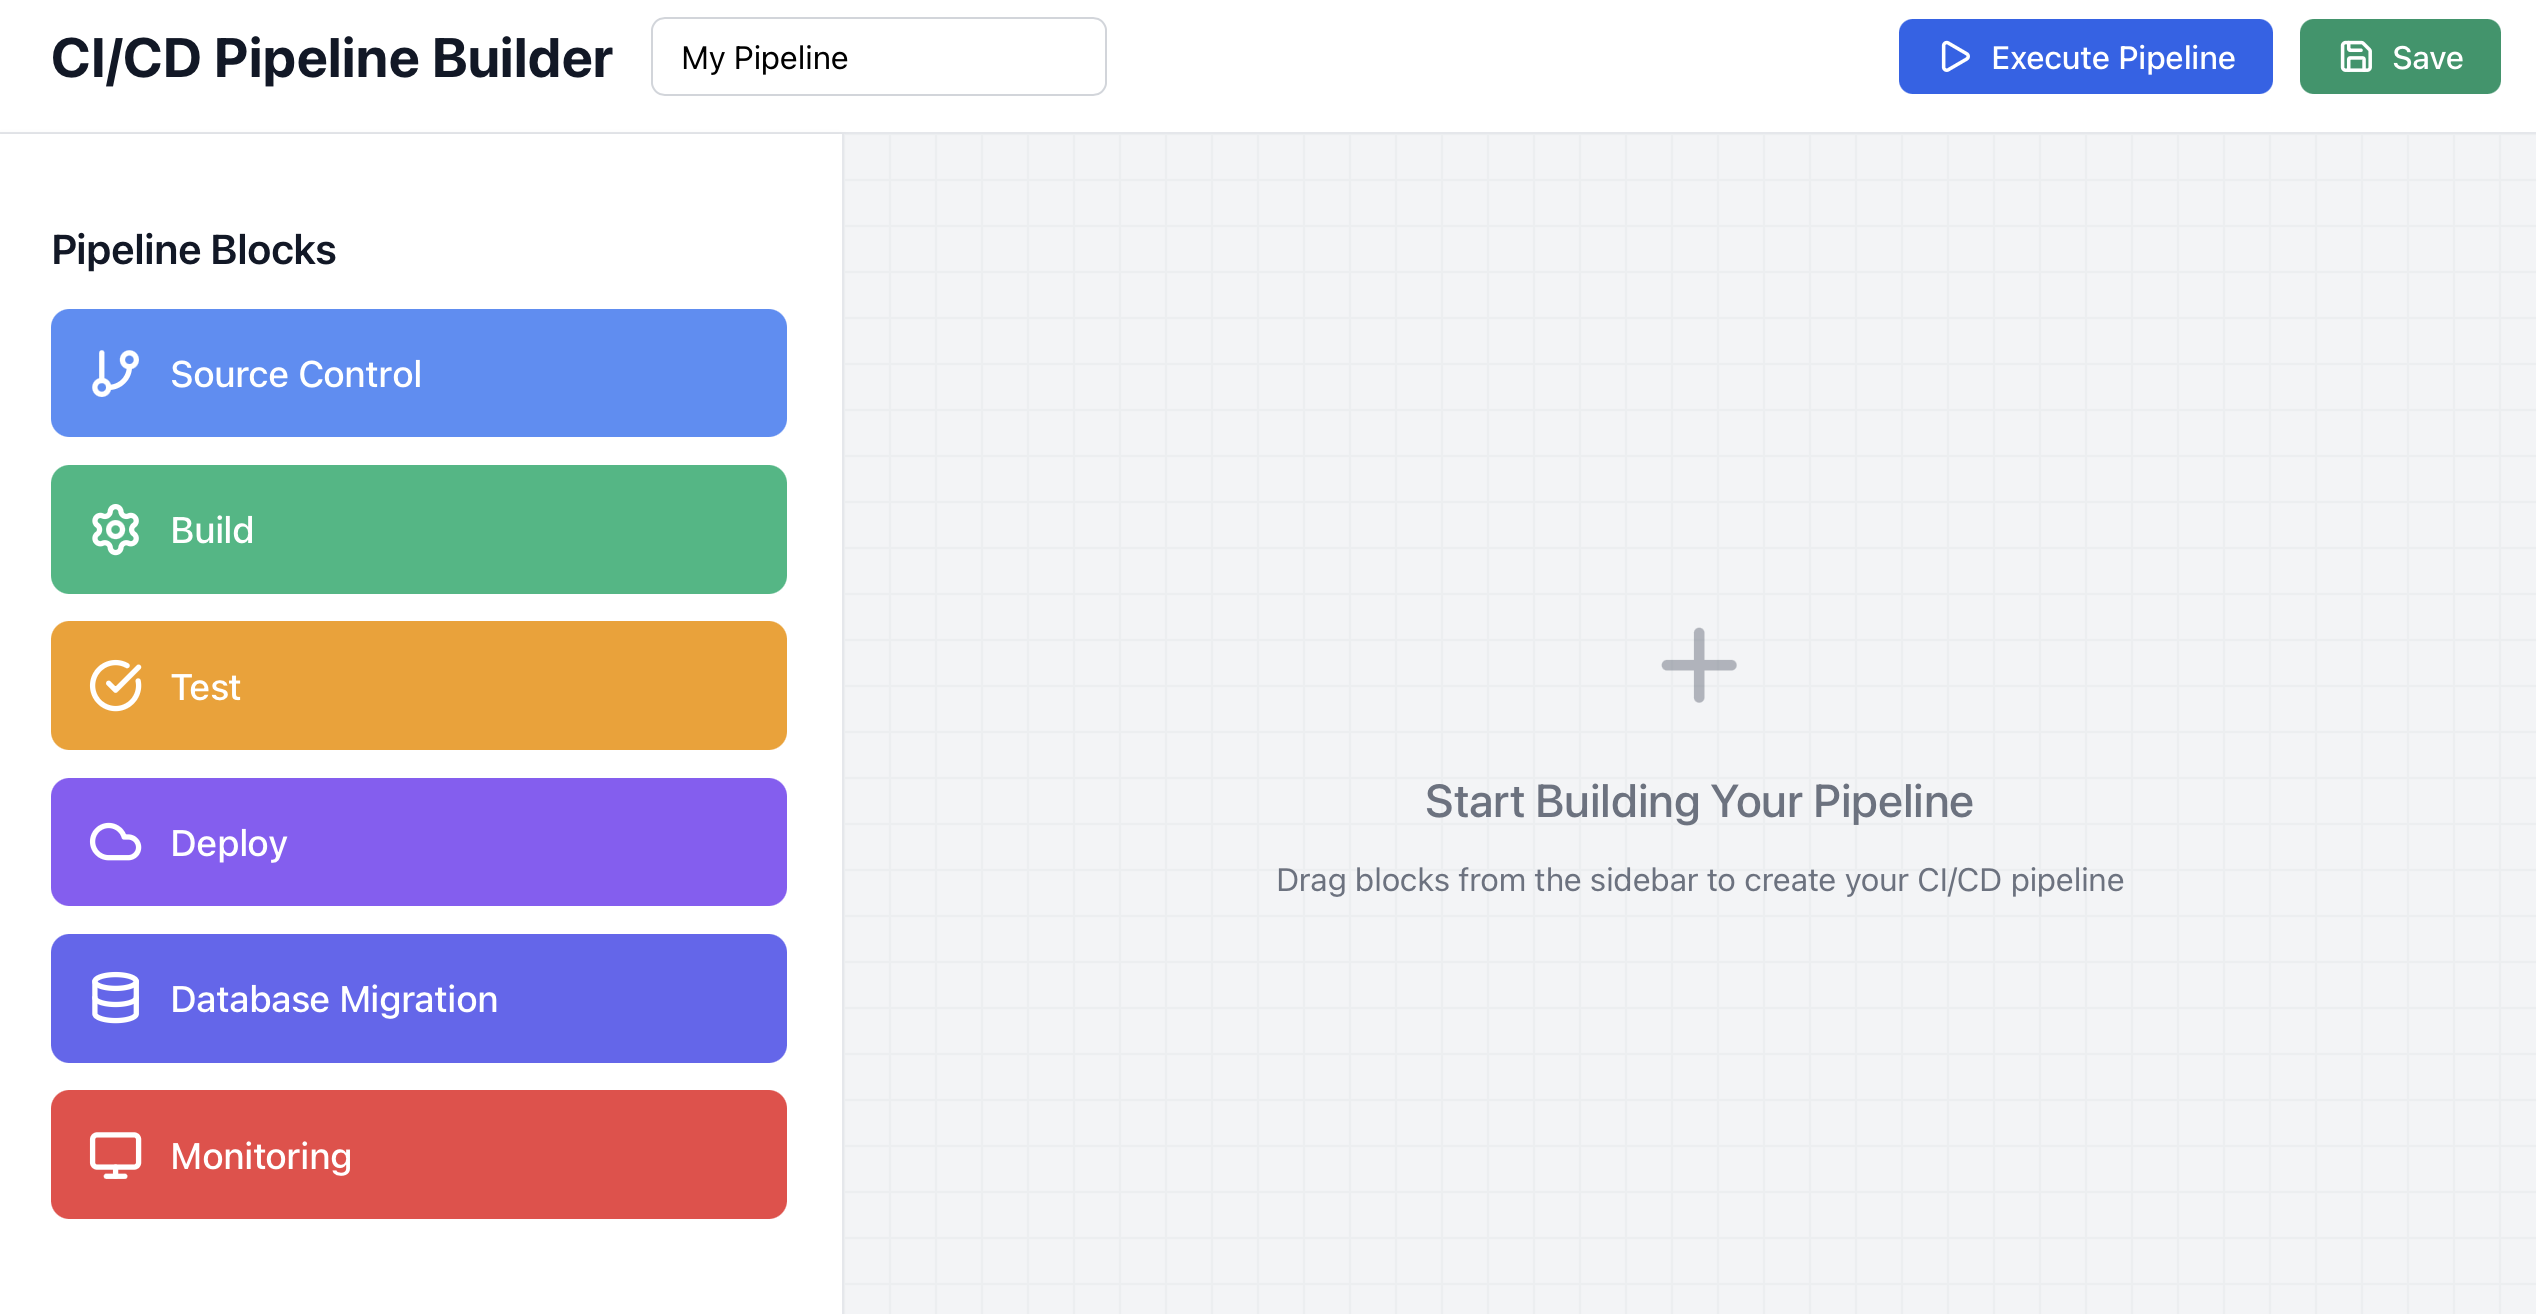 CI/CD Pipeline Builder
My Pipeline
Execute Pipeline
Save
Pipeline Blocks
Source Control
Build
Test
Deploy
Database Migration
Monitoring
Start Building Your Pipeline
Drag blocks from the sidebar to create your CI/CD pipeline